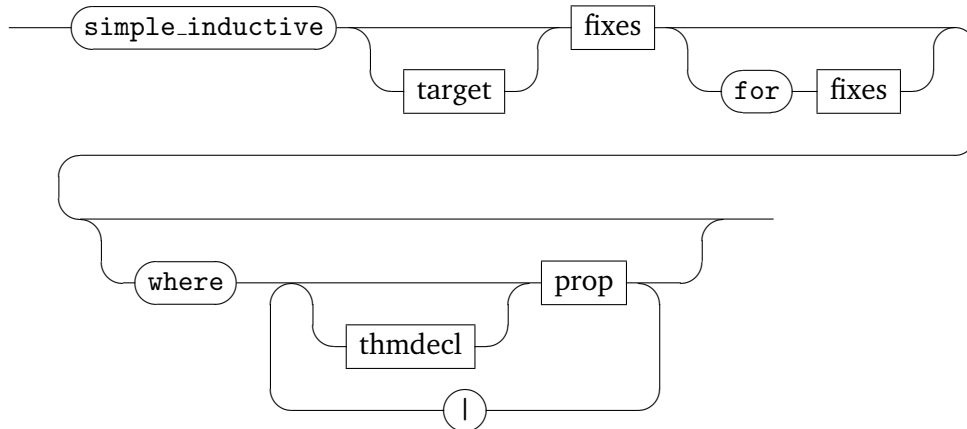 simple_inductive fixes
target for fixes
where prop
thmdecl
|